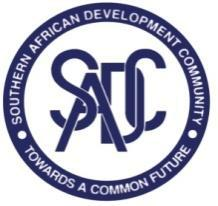 SOUTHERN AFRICAN DEVELOPMENT COMMUNITY
SADC
TOWARDS A COMMON FUTURE